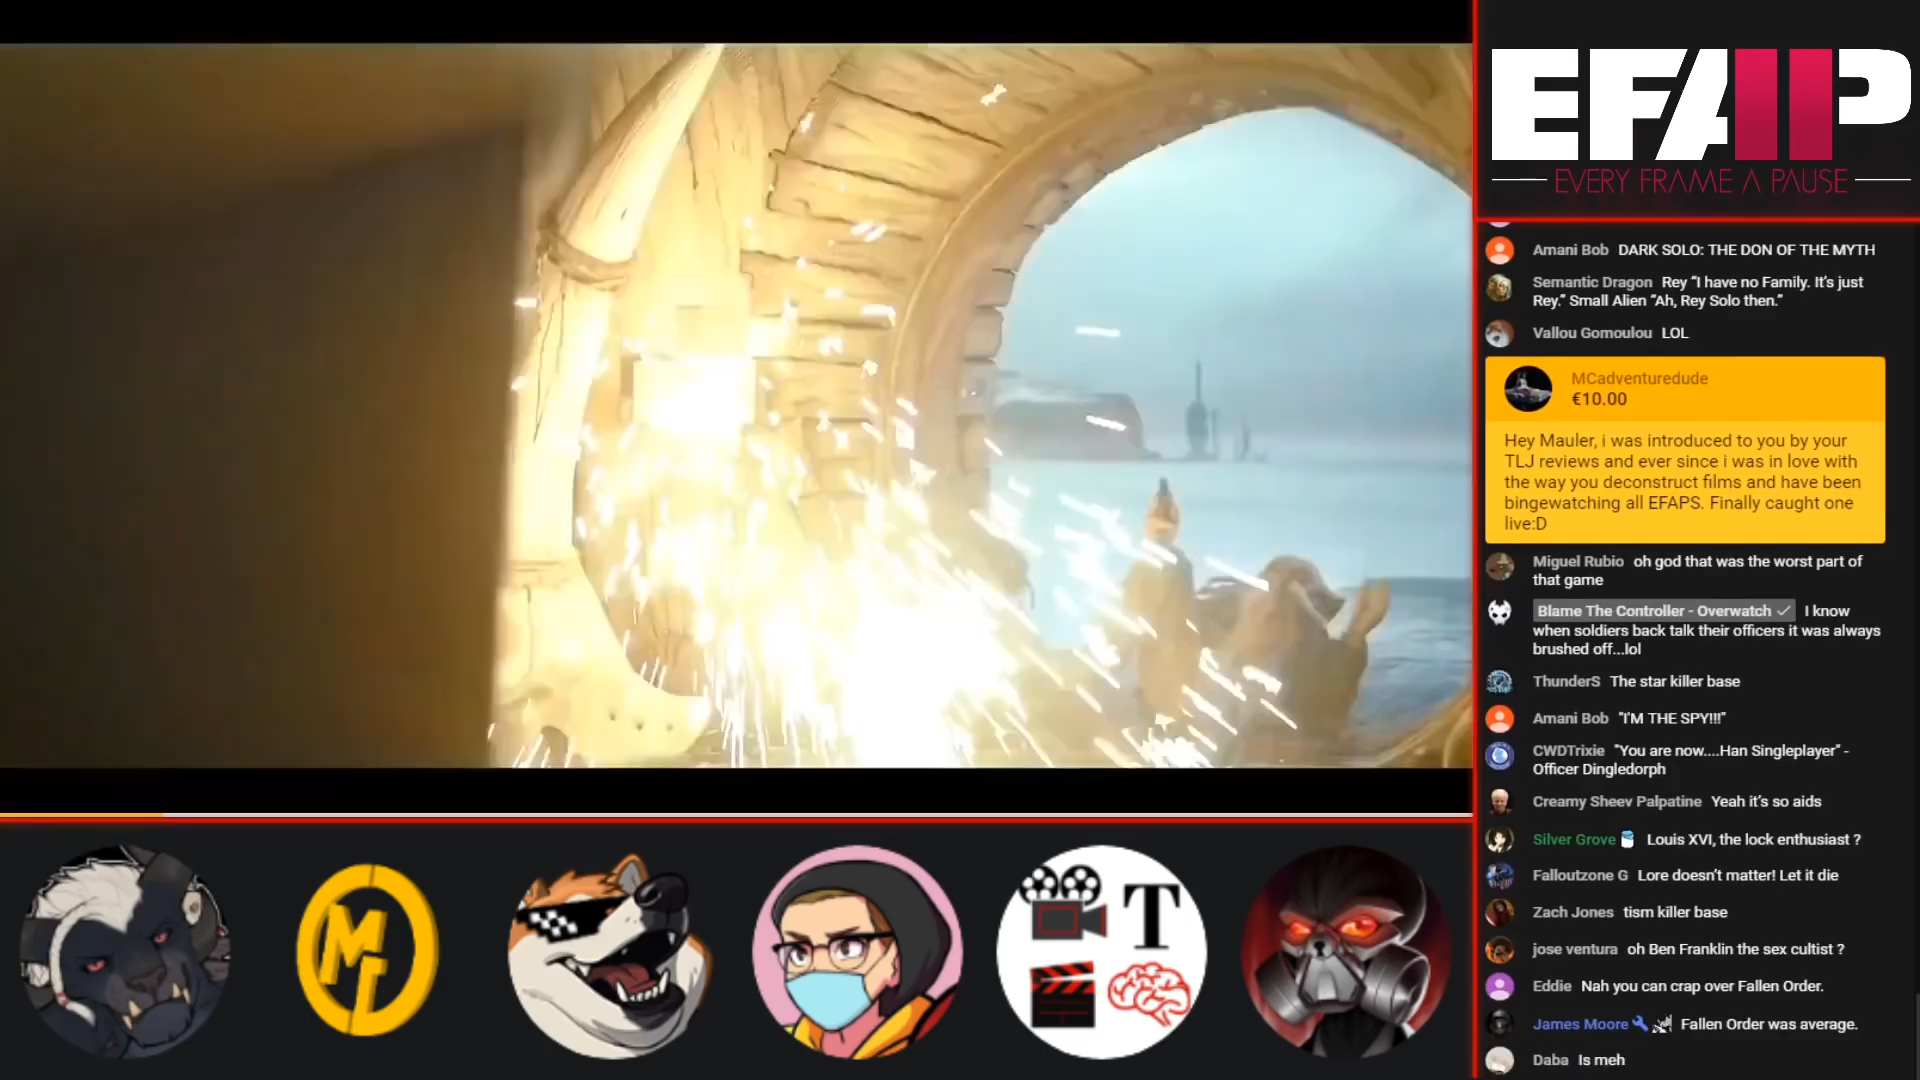 EFAP
EVERY FRAME A PAUSE
Amani Bob DARK SOLO: THE DON OF THE MYTH
Semantic Dragon Rey “I have no Family. It's just
Rey.” Small Alien “Ah, Rey Solo then.”
Vallou Gomoulou LOL
MCadventuredude
€10.00
Hey Mauler, i was introduced to you by your
TLJ reviews and ever since i was in love with
the way you deconstruct films and have been
bingewatching all EFAPS. Finally caught one
live:D
Miguel Rubio oh god that was the worst part of
that game
Blame The Controller - Overwatch ✓ I know
when soldiers back talk their officers it was always
brushed off...lol
ThunderS The star killer base
Amani Bob "I'M THE SPY!!!"
CWDTrixie "You are now....Han Singleplayer" -
Officer Dingledorph
Creamy Sheev Palpatine Yeah it's so aids
Silver Grove Louis XVI, the lock enthusiast ?
Falloutzone G Lore doesn't matter! Let it die
Zach Jones tism killer base
jose ventura oh Ben Franklin the sex cultist ?
Eddie Nah you can crap over Fallen Order.
James Moore Fallen Order was average.
Daba Is meh
T